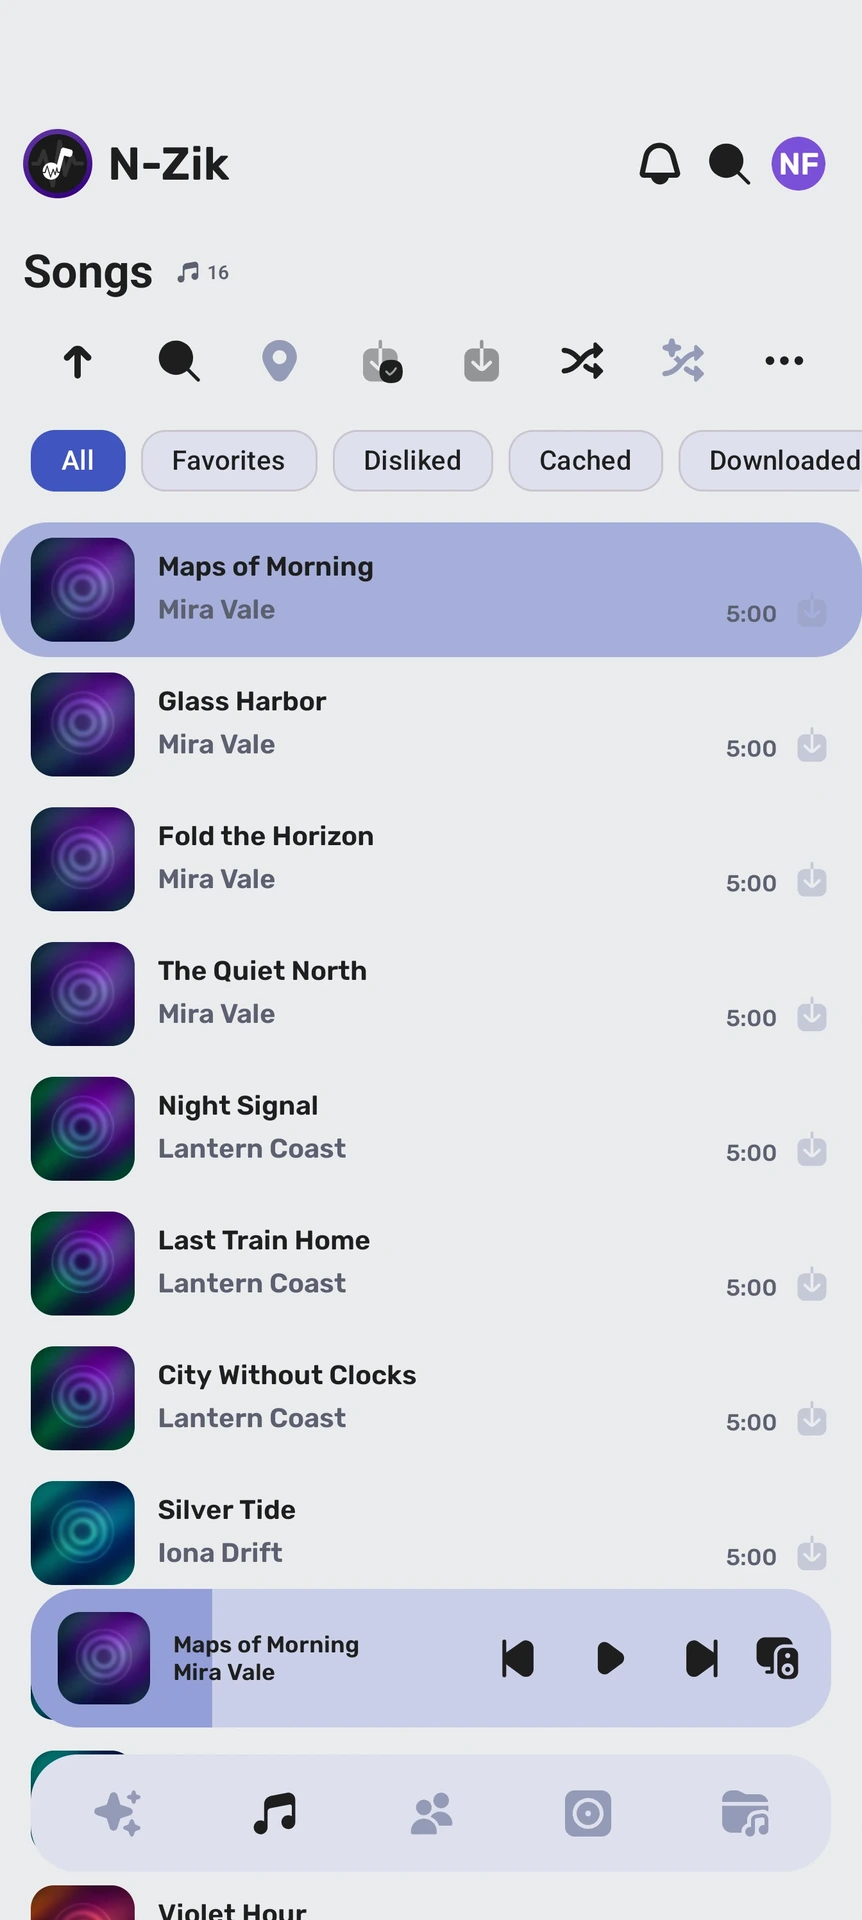 N-Zik
NF
Songs
16
All
Favorites
Disliked
Cached
Downloaded
Maps of Morning
Mira Vale
5:00
Glass Harbor
Mira Vale
5:00
Fold the Horizon
Mira Vale
5:00
The Quiet North
Mira Vale
5:00
Night Signal
Lantern Coast
5:00
Last Train Home
Lantern Coast
5:00
City Without Clocks
Lantern Coast
5:00
Silver Tide
Iona Drift
5:00
Maps of Morning
Mira Vale
Violet Hour